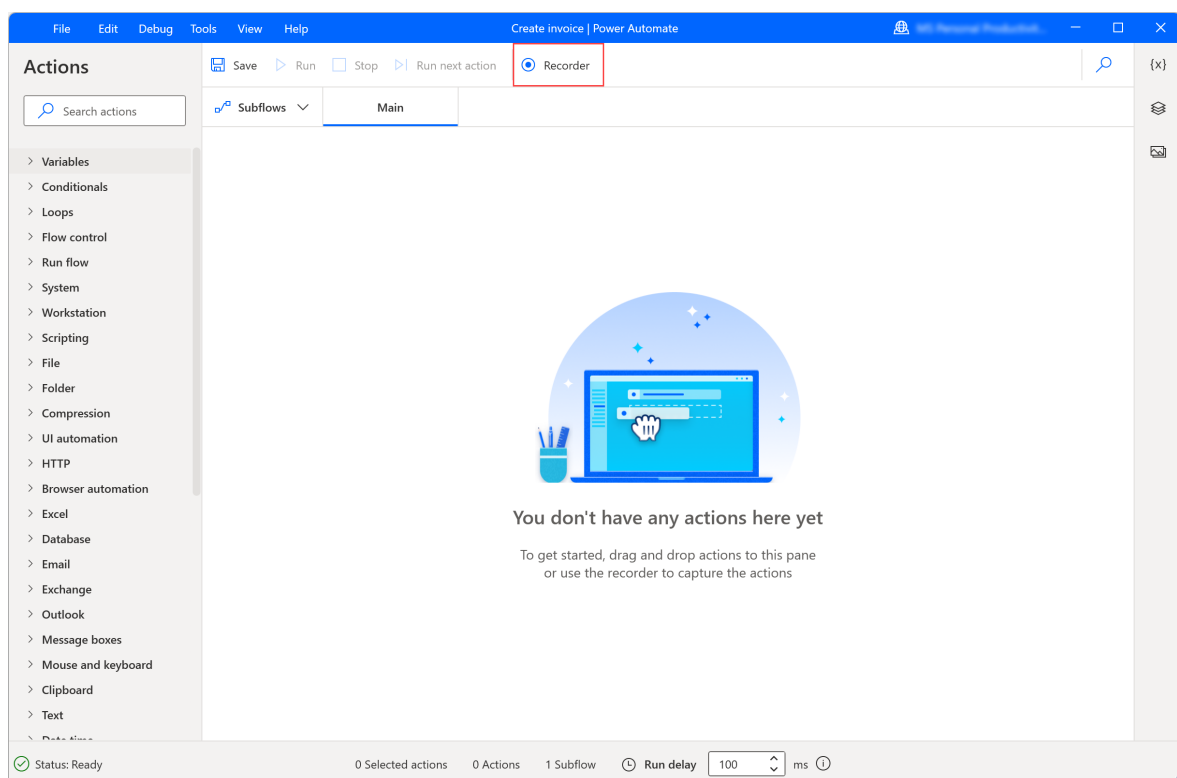 File Edit Debug Tools View Help Create invoice | Power Automate
Actions
Save Run Stop Run next action Recorder {x}
Search actions
Subflows Main
Variables
Conditionals
Loops
Flow control
Run flow
System
Workstation
Scripting
File
Folder
Compression
UI automation
HTTP
Browser automation
Excel
Database
Email
Exchange
Outlook
Message boxes
Mouse and keyboard
Clipboard
Text
You don't have any actions here yet
To get started, drag and drop actions to this pane
or use the recorder to capture the actions
Status: Ready 0 Selected actions 0 Actions 1 Subflow Run delay 100 ms